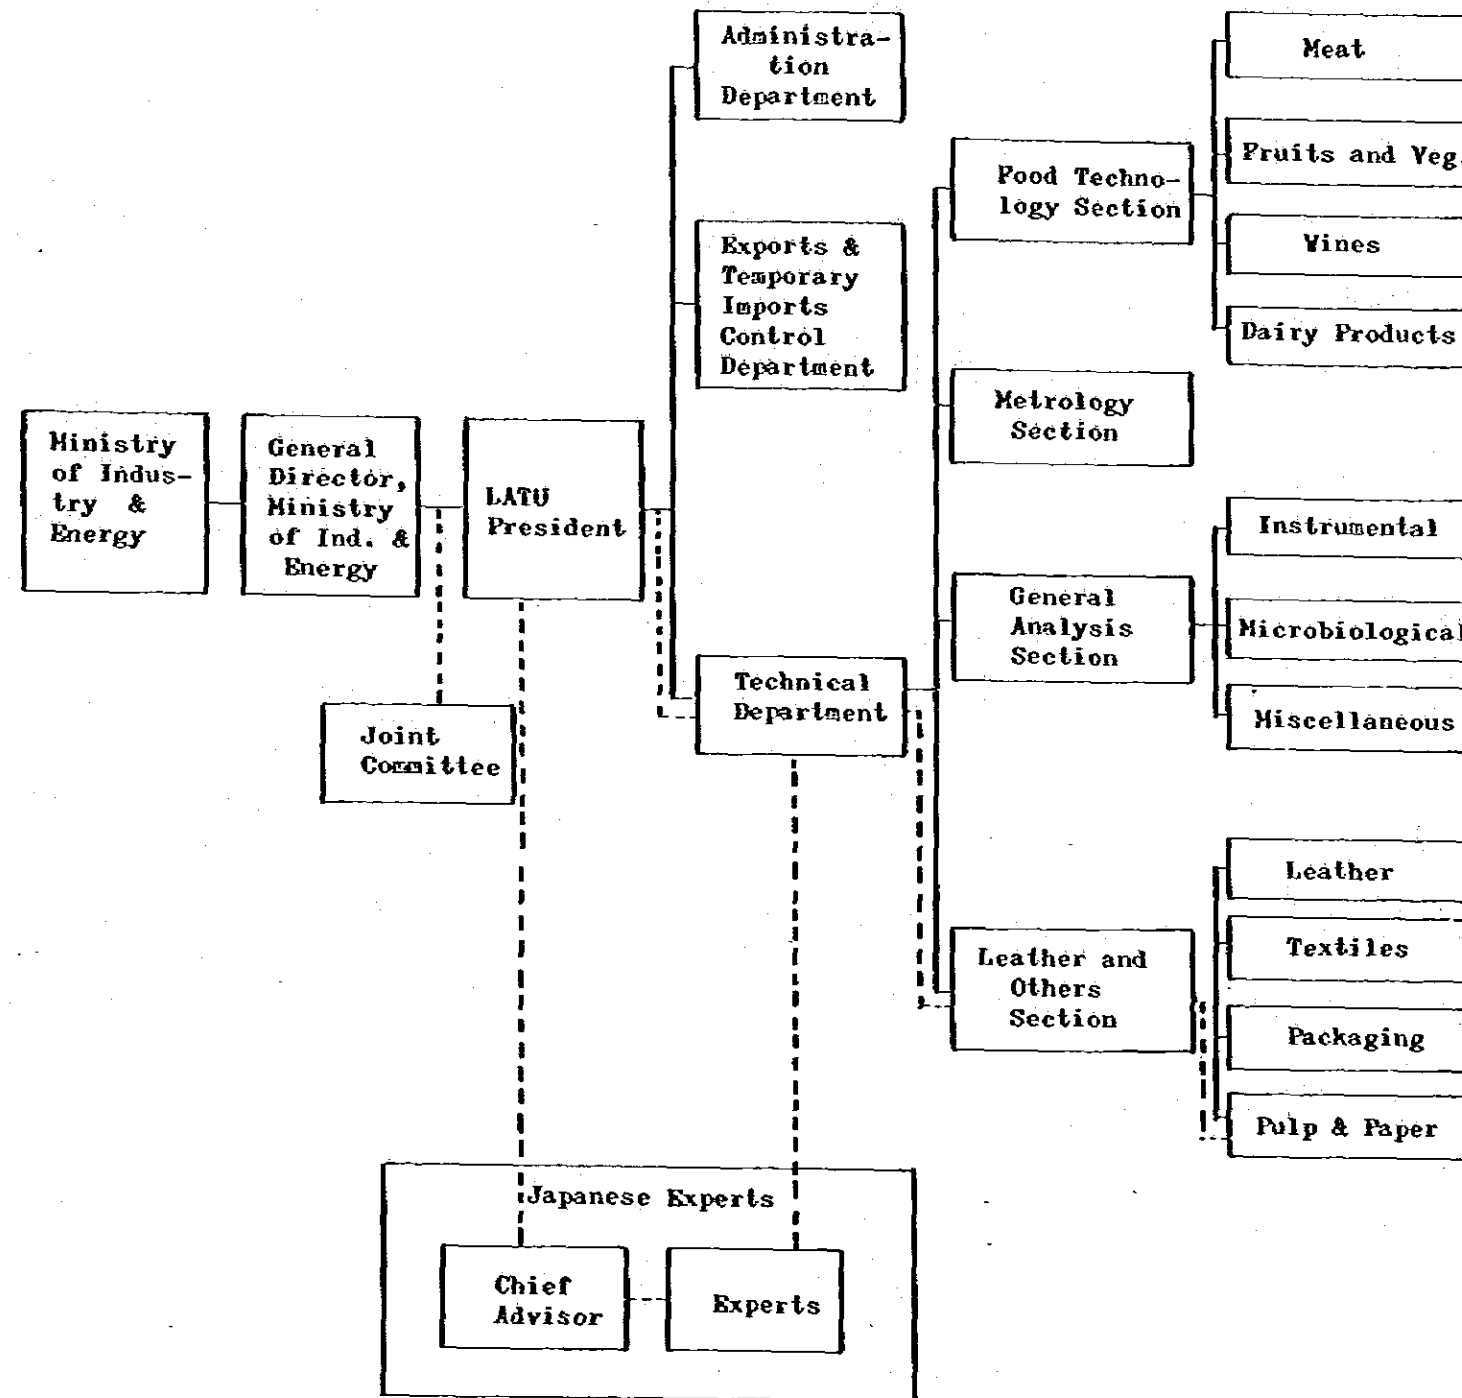 Administra-
tion
Department
Exports &
Temporary
Imports
Control
Department
Ministry
of Indus-
try &
Energy
General
Director,
Ministry
of Ind. &
Energy
LATU
President
Joint
Committee
Technical
Department
Food Techno-
logy Section
Metrology
Section
General
Analysis
Section
Leather and
Others
Section
Meat
Fruits and Veg.
Wines
Dairy Products
Instrumental
Microbiological
Miscellaneous
Leather
Textiles
Packaging
Pulp & Paper
Japanese Experts
Chief
Advisor
Experts